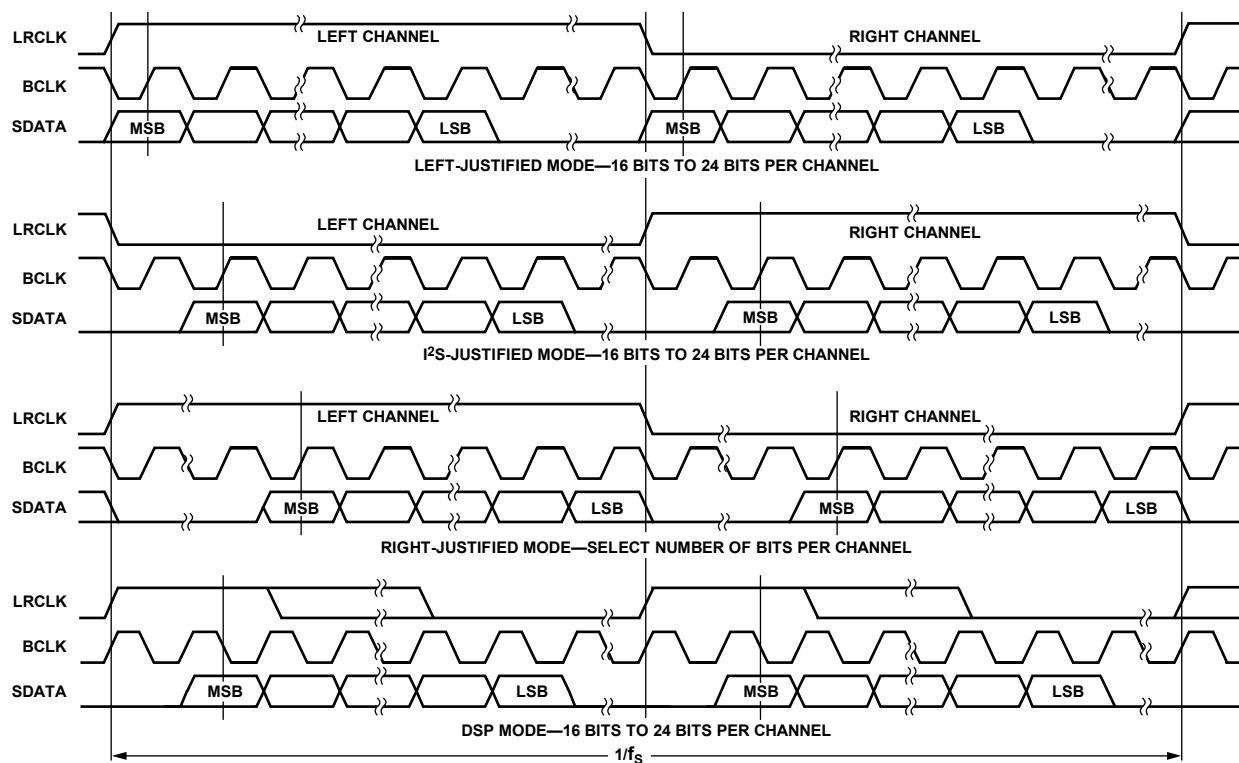 LRCLK LEFT CHANNEL RIGHT CHANNEL
BCLK
SDATA MSB LSB MSB LSB
LEFT-JUSTIFIED MODE—16 BITS TO 24 BITS PER CHANNEL
LRCLK LEFT CHANNEL RIGHT CHANNEL
BCLK
SDATA MSB LSB MSB LSB
I²S-JUSTIFIED MODE—16 BITS TO 24 BITS PER CHANNEL
LRCLK LEFT CHANNEL RIGHT CHANNEL
BCLK
SDATA MSB LSB MSB LSB
RIGHT-JUSTIFIED MODE—SELECT NUMBER OF BITS PER CHANNEL
LRCLK
BCLK
SDATA MSB LSB MSB LSB
DSP MODE—16 BITS TO 24 BITS PER CHANNEL
1/fS